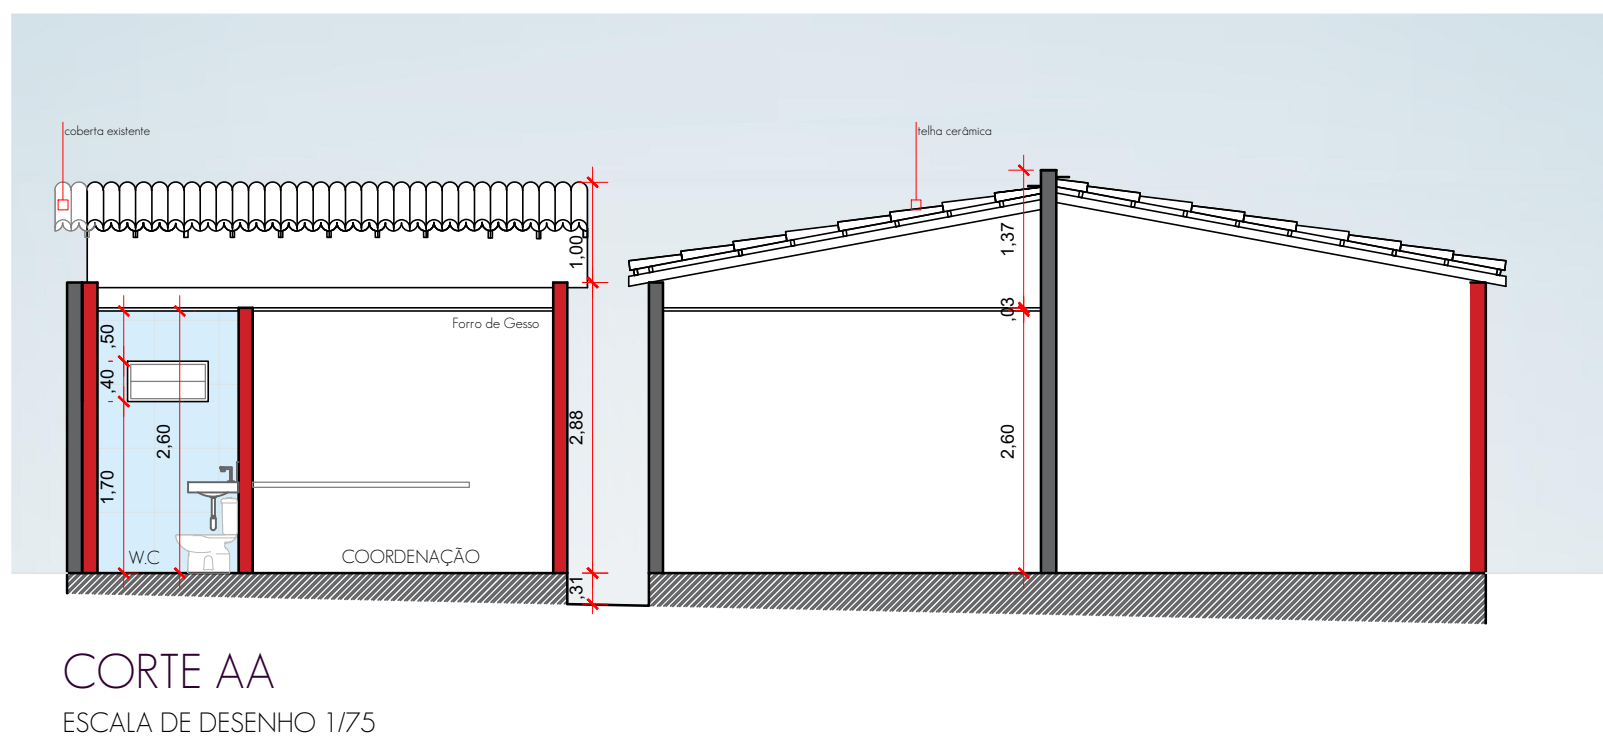 coberta existente
telha cerâmica
1,00
1,37
,03
Forro de Gesso
,50
,40
2,60
1,70
2,88
2,60
W.C
COORDENAÇÃO
,31
CORTE AA
ESCALA DE DESENHO 1/75